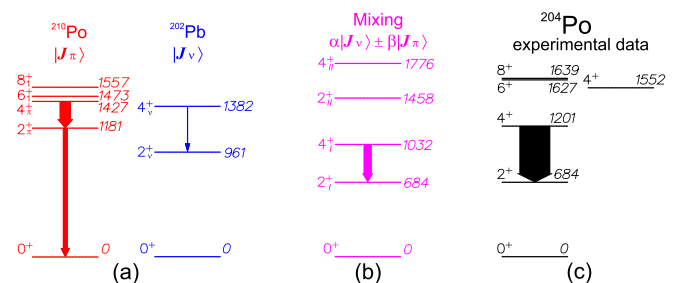 ²¹⁰Po
|Jπ⟩
8⁺₁ 1557
6⁺₁ 1473
4⁺π 1427
2⁺π 1181
0⁺ 0
(a)
²⁰²Pb
|Jν⟩
4⁺ν 1382
2⁺ν 961
0⁺ 0
Mixing
α|Jν⟩ ± β|Jπ⟩
4⁺II 1776
2⁺II 1458
4⁺I 1032
2⁺I 684
0⁺ 0
(b)
²⁰⁴Po
experimental data
8⁺ 1639
6⁺ 1627
4⁺ 1552
4⁺ 1201
2⁺ 684
0⁺ 0
(c)